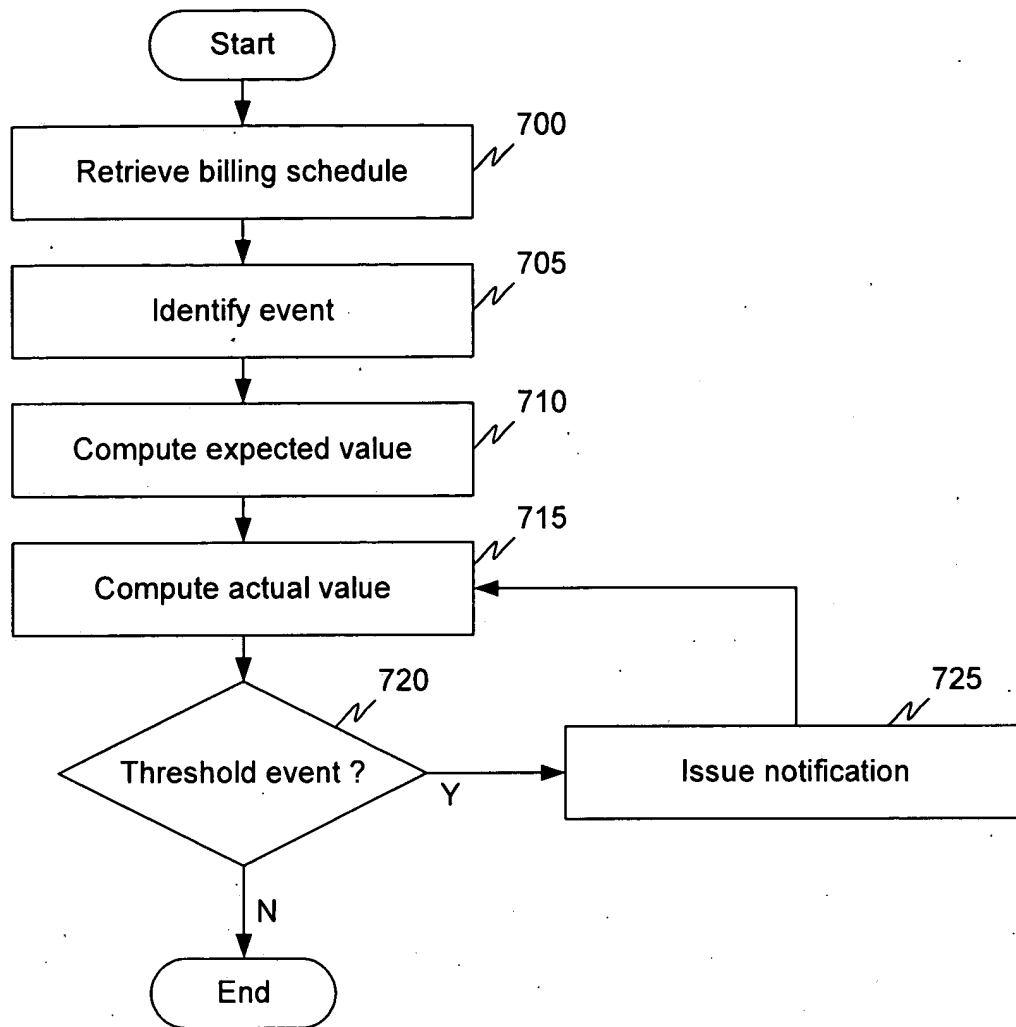 Start
700
Retrieve billing schedule
705
Identify event
710
Compute expected value
715
Compute actual value
720
Threshold event ?
Y
725
Issue notification
N
End